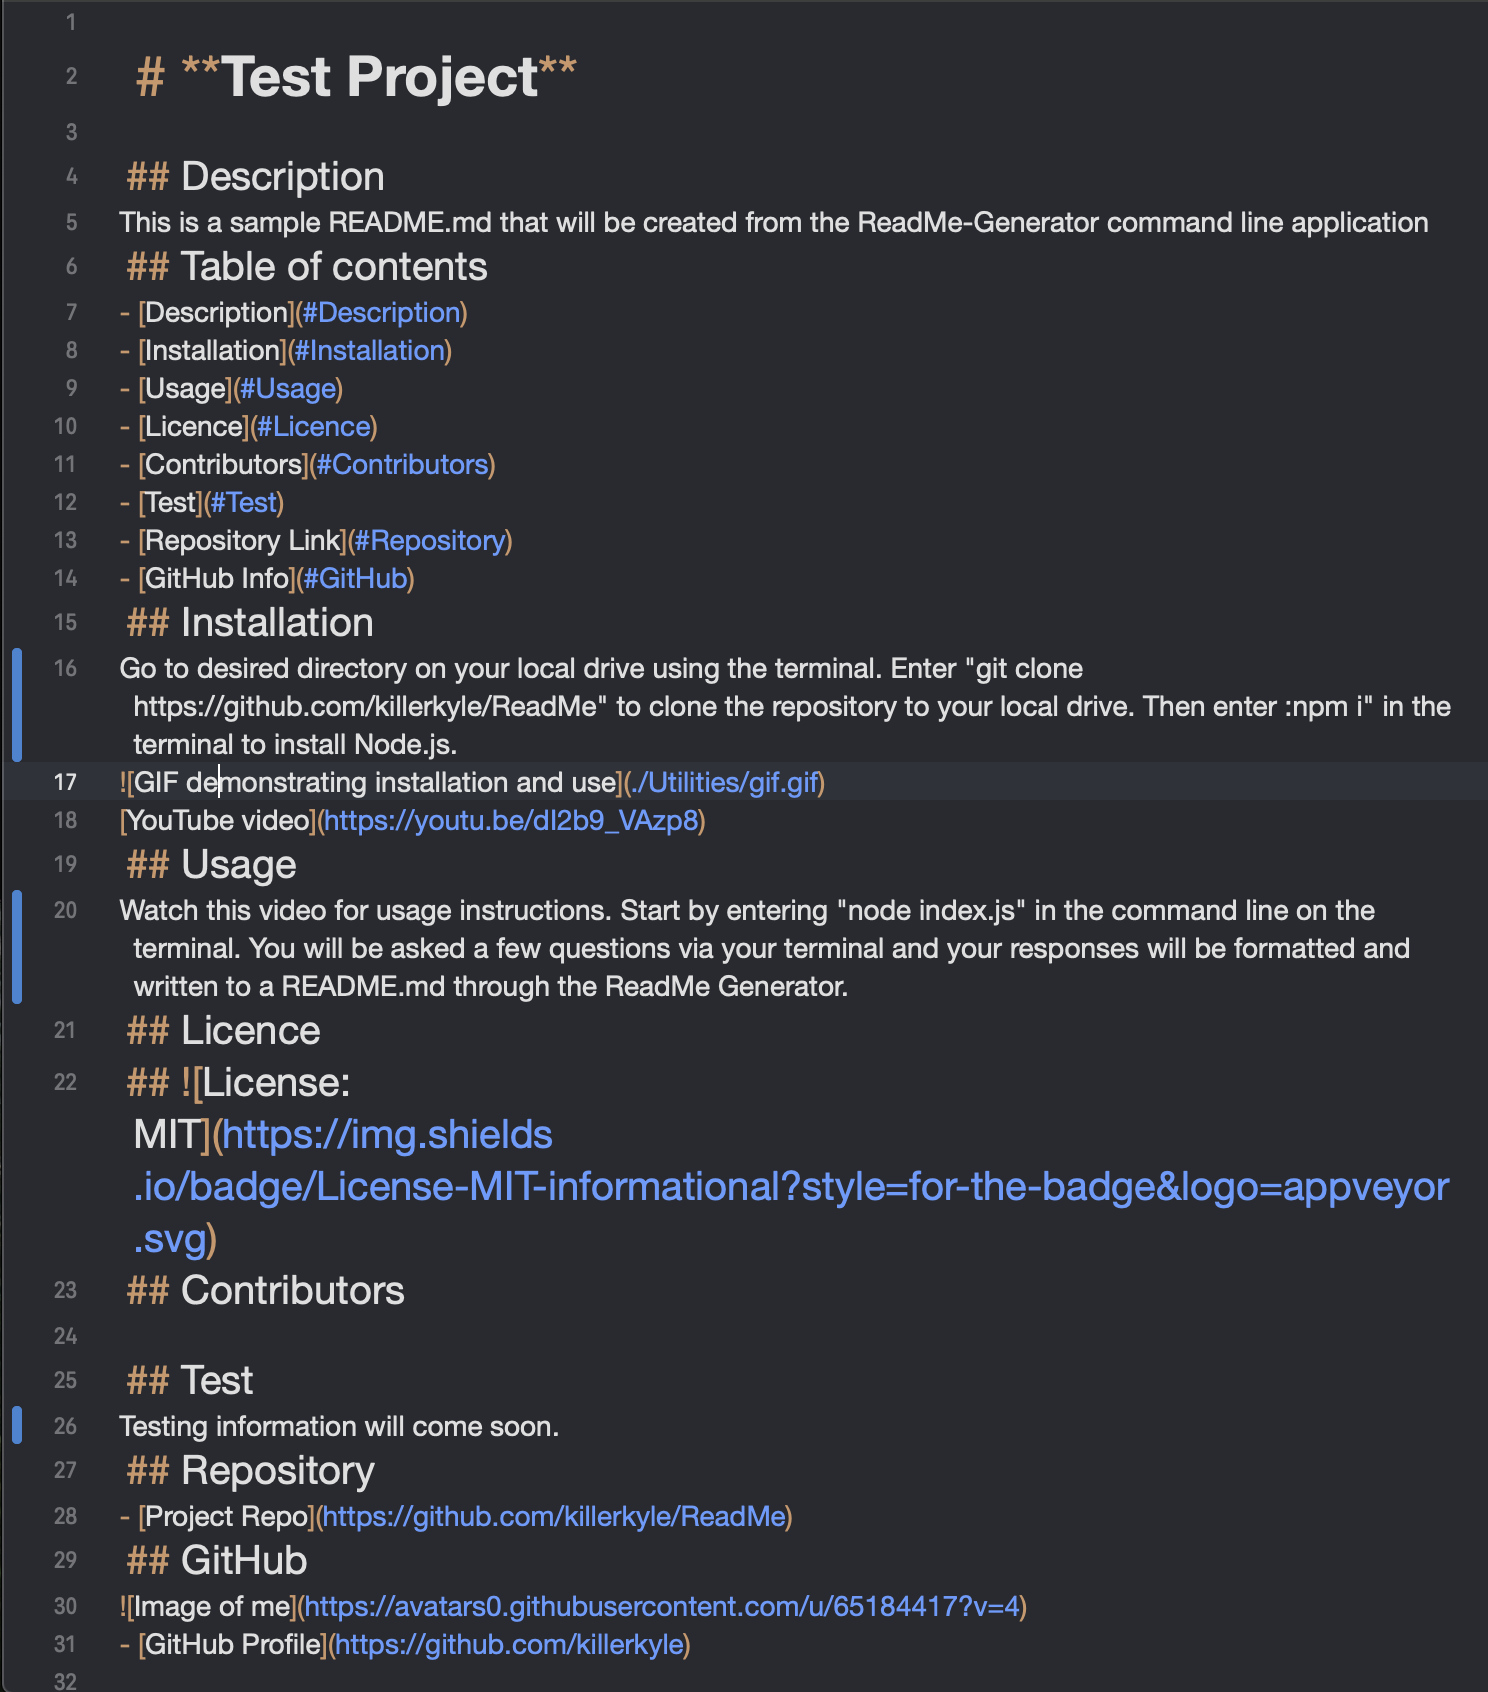 1
2 # **Test Project**
3
4 ## Description
5 This is a sample README.md that will be created from the ReadMe-Generator command line application
6 ## Table of contents
7 - [Description](#Description)
8 - [Installation](#Installation)
9 - [Usage](#Usage)
10 - [Licence](#Licence)
11 - [Contributors](#Contributors)
12 - [Test](#Test)
13 - [Repository Link](#Repository)
14 - [GitHub Info](#GitHub)
15 ## Installation
16 Go to desired directory on your local drive using the terminal. Enter "git clone
https://github.com/killerkyle/ReadMe" to clone the repository to your local drive. Then enter :npm i" in the
terminal to install Node.js.
17 ![GIF demonstrating installation and use](./Utilities/gif.gif)
18 [YouTube video](https://youtu.be/dI2b9_VAzp8)
19 ## Usage
20 Watch this video for usage instructions. Start by entering "node index.js" in the command line on the
terminal. You will be asked a few questions via your terminal and your responses will be formatted and
written to a README.md through the ReadMe Generator.
21 ## Licence
22 ## ![License:
MIT](https://img.shields
.io/badge/License-MIT-informational?style=for-the-badge&logo=appveyor
.svg)
23 ## Contributors
24
25 ## Test
26 Testing information will come soon.
27 ## Repository
28 - [Project Repo](https://github.com/killerkyle/ReadMe)
29 ## GitHub
30 ![Image of me](https://avatars0.githubusercontent.com/u/65184417?v=4)
31 - [GitHub Profile](https://github.com/killerkyle)
32